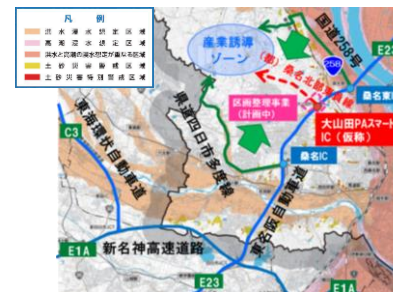 凡 例
洪水浸水想定区域
高潮浸水想定区域
洪水と高潮の浸水想定が重なる区域
土砂災害警戒区域
土砂災害特別警戒区域
国道258号
産業誘導
ゾーン
258
E23
(都)桑名北部東員線
桑名東IC
県道四日市多度線
区画整理事業
(計画中)
大山田PAスマート
IC(仮称)
桑名IC
C3
東海環状自動車道
東名阪自動車道
新名神高速道路
E1A
E1A
E23